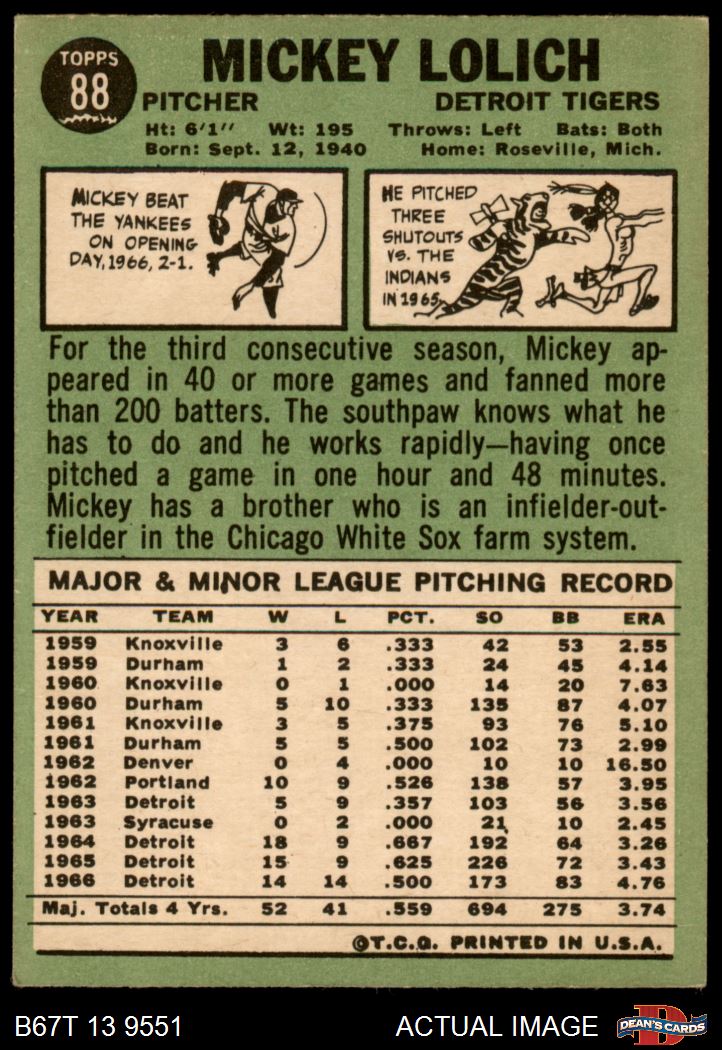 TOPPS
88
MICKEY LOLICH
PITCHER DETROIT TIGERS
Ht: 6'1" Wt: 195 Throws: Left Bats: Both
Born: Sept. 12, 1940 Home: Roseville, Mich.
MICKEY BEAT
THE YANKEES
ON OPENING
DAY, 1966, 2-1.
HE PITCHED
THREE
SHUTOUTS
VS. THE
INDIANS
IN 1965.
For the third consecutive season, Mickey ap-
peared in 40 or more games and fanned more
than 200 batters. The southpaw knows what he
has to do and he works rapidly—having once
pitched a game in one hour and 48 minutes.
Mickey has a brother who is an infielder-out-
fielder in the Chicago White Sox farm system.
MAJOR & MINOR LEAGUE PITCHING RECORD
YEAR TEAM W L PCT. SO BB ERA
1959 Knoxville 3 6 .333 42 53 2.55
1959 Durham 1 2 .333 24 45 4.14
1960 Knoxville 0 1 .000 14 20 7.63
1960 Durham 5 10 .333 135 87 4.07
1961 Knoxville 3 5 .375 93 76 5.10
1961 Durham 5 5 .500 102 73 2.99
1962 Denver 0 4 .000 10 10 16.50
1962 Portland 10 9 .526 138 57 3.95
1963 Detroit 5 9 .357 103 56 3.56
1963 Syracuse 0 2 .000 21 10 2.45
1964 Detroit 18 9 .667 192 64 3.26
1965 Detroit 15 9 .625 226 72 3.43
1966 Detroit 14 14 .500 173 83 4.76
Maj. Totals 4 Yrs. 52 41 .559 694 275 3.74
©T.C.G. PRINTED IN U.S.A.
B67T 13 9551 ACTUAL IMAGE
D
DEAN'S CARDS